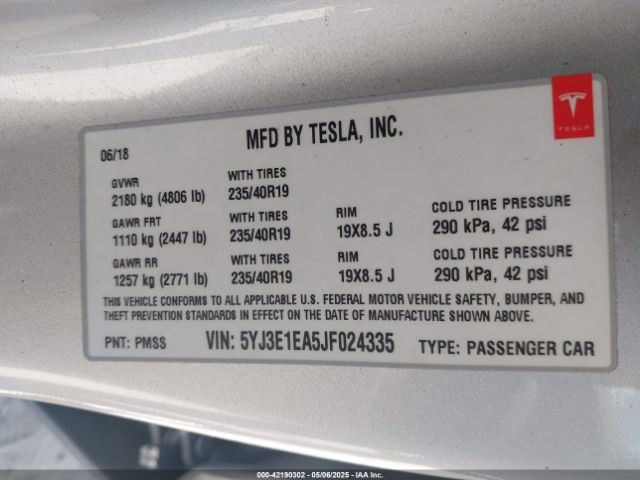 TESLA
MFD BY TESLA, INC.
06/18
GVWR
2180 kg (4806 lb)
WITH TIRES
235/40R19
GAWR FRT
1110 kg (2447 lb)
WITH TIRES
235/40R19
RIM
19X8.5 J
COLD TIRE PRESSURE
290 kPa, 42 psi
GAWR RR
1257 kg (2771 lb)
WITH TIRES
235/40R19
RIM
19X8.5 J
COLD TIRE PRESSURE
290 kPa, 42 psi
THIS VEHICLE CONFORMS TO ALL APPLICABLE U.S. FEDERAL MOTOR VEHICLE SAFETY, BUMPER, AND
THEFT PREVENTION STANDARDS IN EFFECT ON THE DATE OF MANUFACTURE SHOWN ABOVE.
PNT: PMSS
VIN: 5YJ3E1EA5JF024335
TYPE: PASSENGER CAR
000-42190302 - 05/06/2025 - IAAI.COM